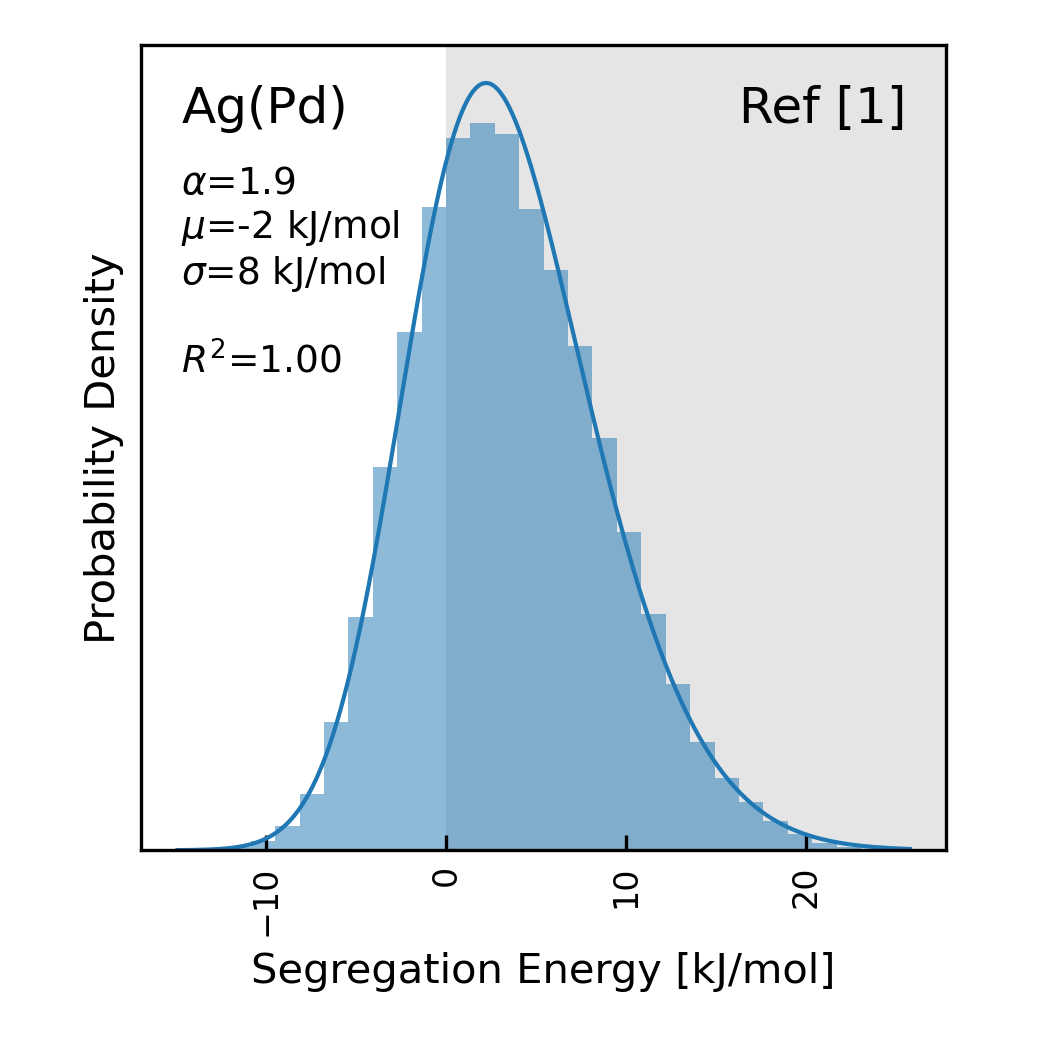 Ag(Pd)
Ref [1]
α=1.9
μ=-2 kJ/mol
σ=8 kJ/mol
R²=1.00
Probability Density
−10
0
10
20
Segregation Energy [kJ/mol]